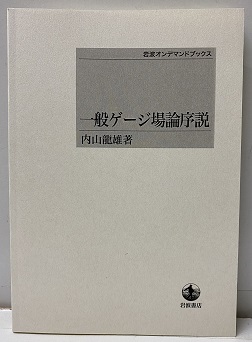 岩波オンデマンドブックス
一般ゲージ場論序説
内山龍雄著
岩波書店